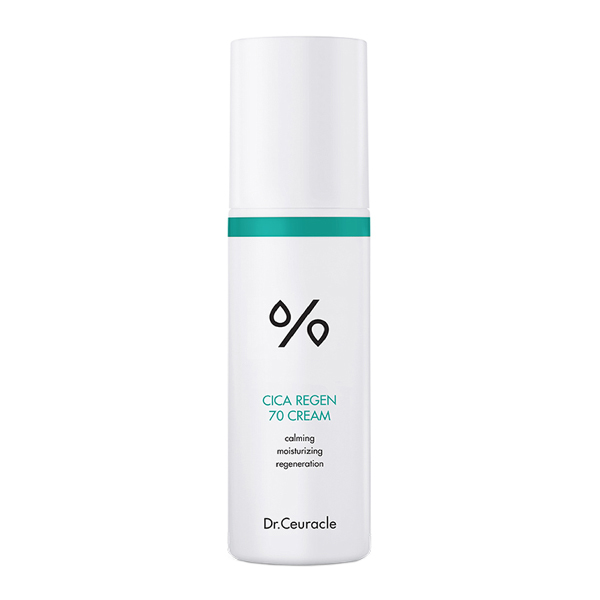 %
CICA REGEN
70 CREAM
calming
moisturizing
regeneration
Dr.Ceuracle